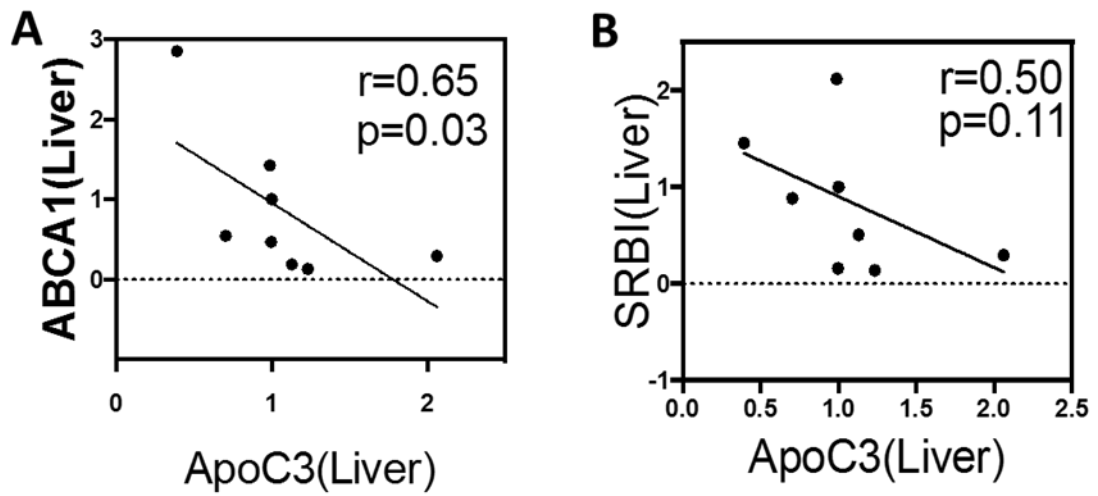 A
ABCA1(Liver)
3
2
1
0
r=0.65
p=0.03
0
1
2
ApoC3(Liver)
B
SRBI(Liver)
2
1
0
-1
r=0.50
p=0.11
0.0
0.5
1.0
1.5
2.0
2.5
ApoC3(Liver)